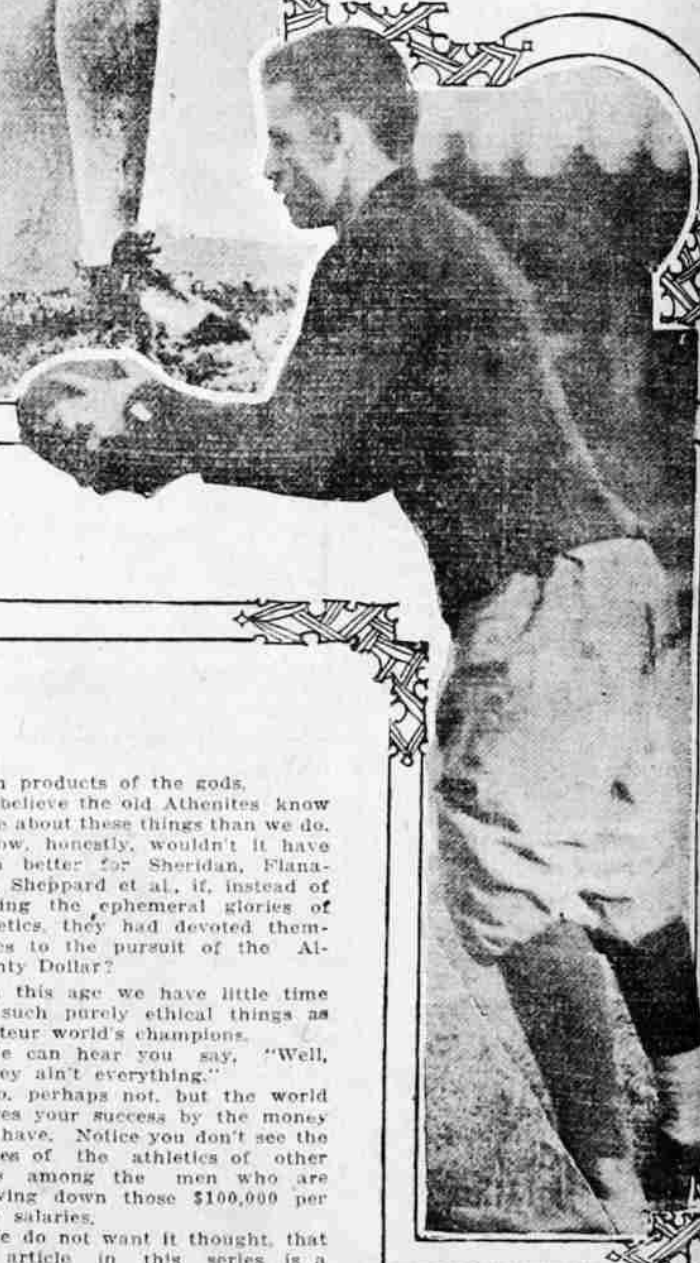 products of the gods.
believe the old Athenites know
about these things than we do.
ow, honestly, wouldn't it have
better for Sheridan, Flana-
Sheppard et al., if, instead of
ing the ephemeral glories of
etics, they had devoted them-
es to the pursuit of the Al-
hty Dollar?
this age we have little time
such purely ethical things as
teur world's champions.
e can hear you say, "Well,
ey ain't everything."
o, perhaps not, but the world
es your success by the money
have. Notice you don't see the
es of the athletics of other
among the men who are
wing down those $100,000 per
salaries.
e do not want it thought, that
article in this series is a